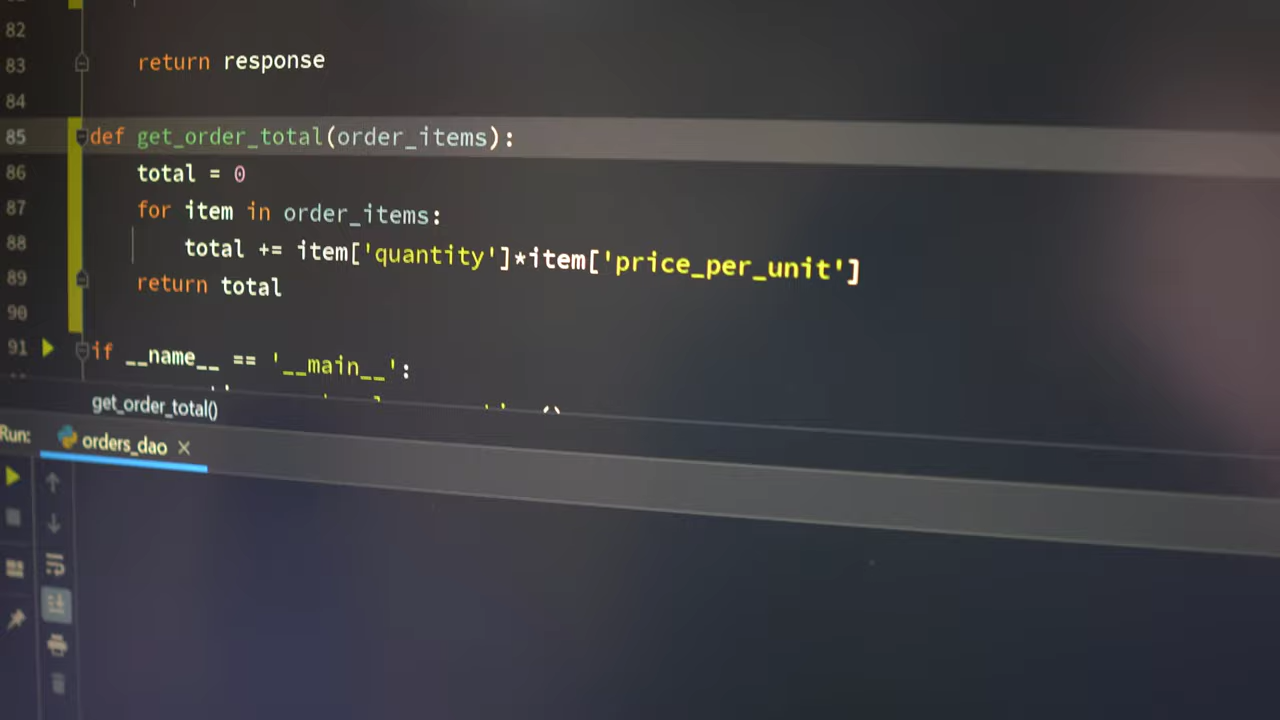 82
83 return response
84
85 def get_order_total(order_items):
86 total = 0
87 for item in order_items:
88 total += item['quantity']*item['price_per_unit']
89 return total
90
91 if __name__ == '__main__':
get_order_total()
Run: orders_dao